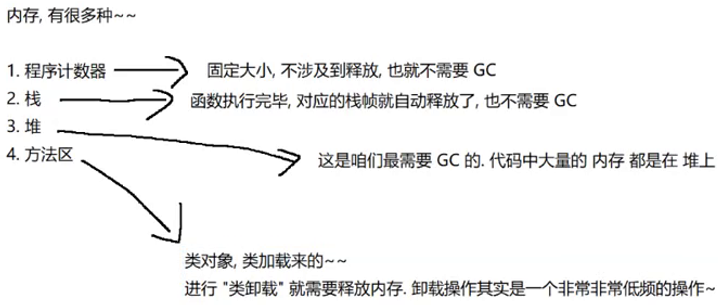 内存, 有很多种~~
1. 程序计数器
固定大小, 不涉及到释放, 也就不需要 GC
2. 栈
函数执行完毕, 对应的栈帧就自动释放了, 也不需要 GC
3. 堆
这是咱们最需要 GC 的. 代码中大量的 内存 都是在 堆上
4. 方法区
类对象, 类加载来的~~
进行 "类卸载" 就需要释放内存. 卸载操作其实是一个非常非常低频的操作~